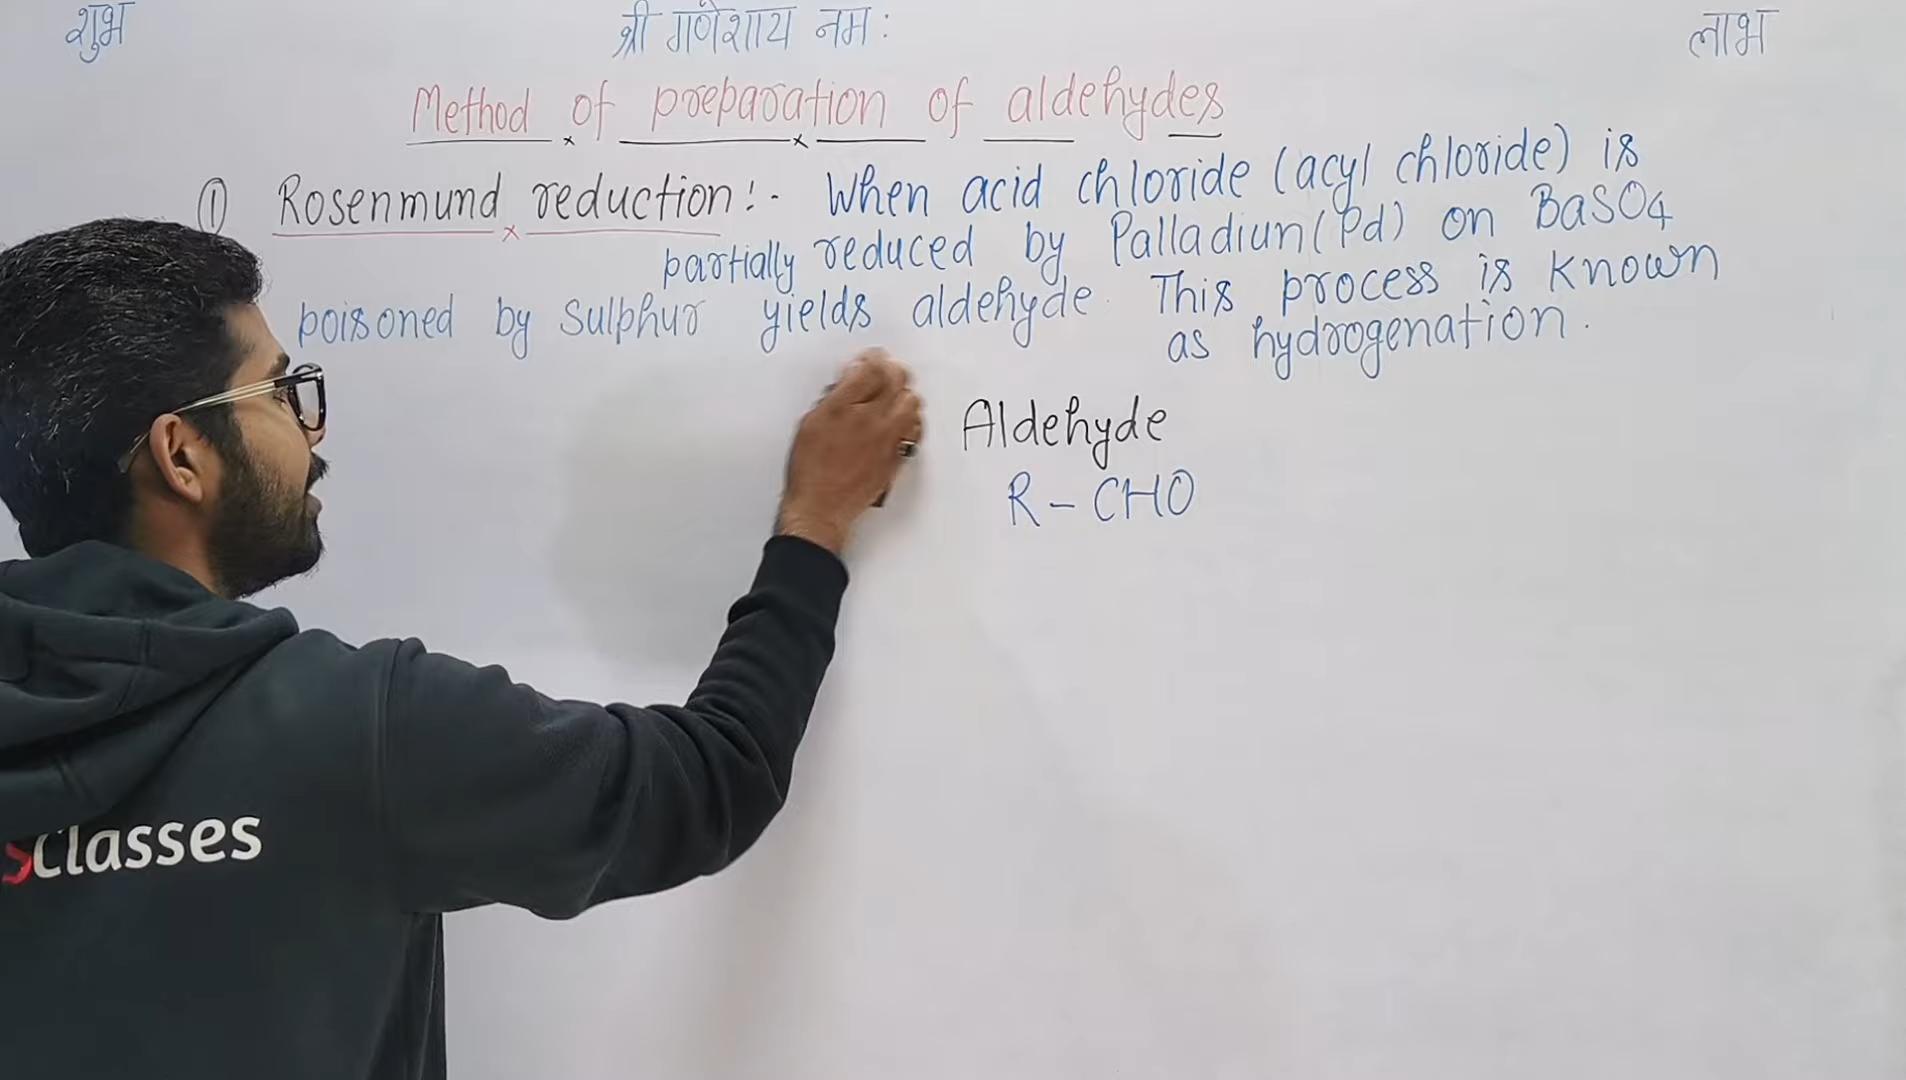 शुभ श्री गणेशाय नम: लाभ
Method of preparation of aldehydes
① Rosenmund reduction:- When acid chloride (acyl chloride) is
partially reduced by Palladiun (Pd) on BaSO4
poisoned by sulphur yields aldehyde. This process is known
as hydrogenation.
Aldehyde
R - CHO
Classes